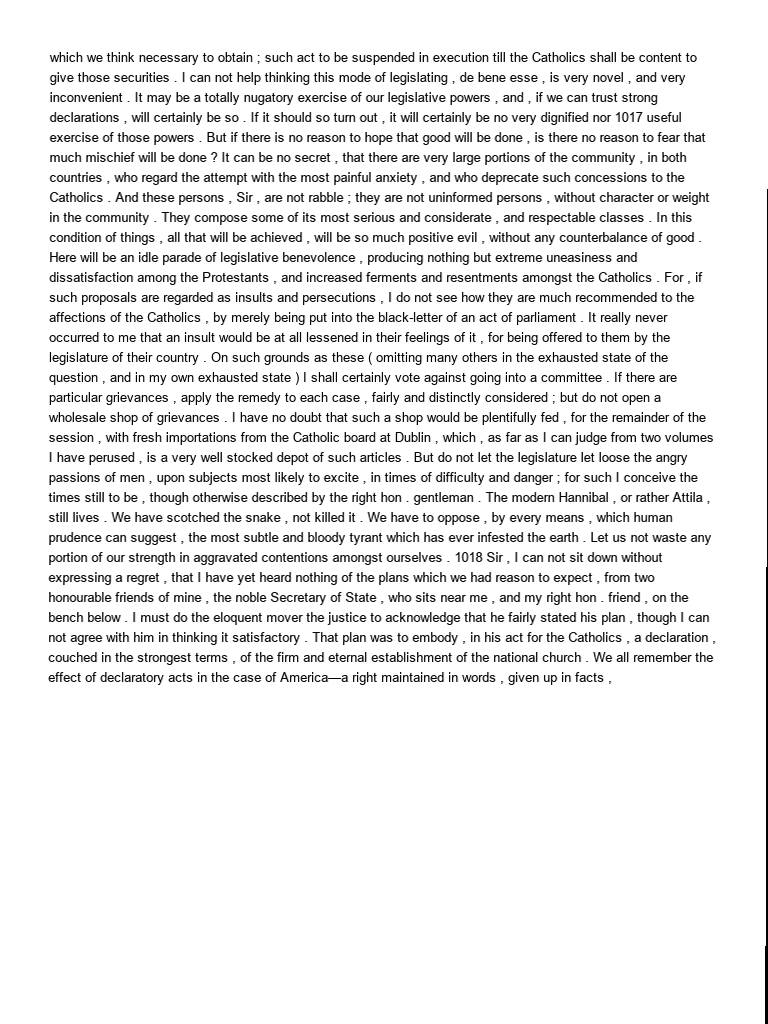 which we think necessary to obtain ; such act to be suspended in execution till the Catholics shall be content to
give those securities . I can not help thinking this mode of legislating , de bene esse , is very novel , and very
inconvenient . It may be a totally nugatory exercise of our legislative powers , and , if we can trust strong
declarations , will certainly be so . If it should so turn out , it will certainly be no very dignified nor 1017 useful
exercise of those powers . But if there is no reason to hope that good will be done , is there no reason to fear that
much mischief will be done ? It can be no secret , that there are very large portions of the community , in both
countries , who regard the attempt with the most painful anxiety , and who deprecate such concessions to the
Catholics . And these persons , Sir , are not rabble ; they are not uninformed persons , without character or weight
in the community . They compose some of its most serious and considerate , and respectable classes . In this
condition of things , all that will be achieved , will be so much positive evil , without any counterbalance of good .
Here will be an idle parade of legislative benevolence , producing nothing but extreme uneasiness and
dissatisfaction among the Protestants , and increased ferments and resentments amongst the Catholics . For , if
such proposals are regarded as insults and persecutions , I do not see how they are much recommended to the
affections of the Catholics , by merely being put into the black-letter of an act of parliament . It really never
occurred to me that an insult would be at all lessened in their feelings of it , for being offered to them by the
legislature of their country . On such grounds as these ( omitting many others in the exhausted state of the
question , and in my own exhausted state ) I shall certainly vote against going into a committee . If there are
particular grievances , apply the remedy to each case , fairly and distinctly considered ; but do not open a
wholesale shop of grievances . I have no doubt that such a shop would be plentifully fed , for the remainder of the
session , with fresh importations from the Catholic board at Dublin , which , as far as I can judge from two volumes
I have perused , is a very well stocked depot of such articles . But do not let the legislature let loose the angry
passions of men , upon subjects most likely to excite , in times of difficulty and danger ; for such I conceive the
times still to be , though otherwise described by the right hon . gentleman . The modern Hannibal , or rather Attila ,
still lives . We have scotched the snake , not killed it . We have to oppose , by every means , which human
prudence can suggest , the most subtle and bloody tyrant which has ever infested the earth . Let us not waste any
portion of our strength in aggravated contentions amongst ourselves . 1018 Sir , I can not sit down without
expressing a regret , that I have yet heard nothing of the plans which we had reason to expect , from two
honourable friends of mine , the noble Secretary of State , who sits near me , and my right hon . friend , on the
bench below . I must do the eloquent mover the justice to acknowledge that he fairly stated his plan , though I can
not agree with him in thinking it satisfactory . That plan was to embody , in his act for the Catholics , a declaration ,
couched in the strongest terms , of the firm and eternal establishment of the national church . We all remember the
effect of declaratory acts in the case of America—a right maintained in words , given up in facts ,